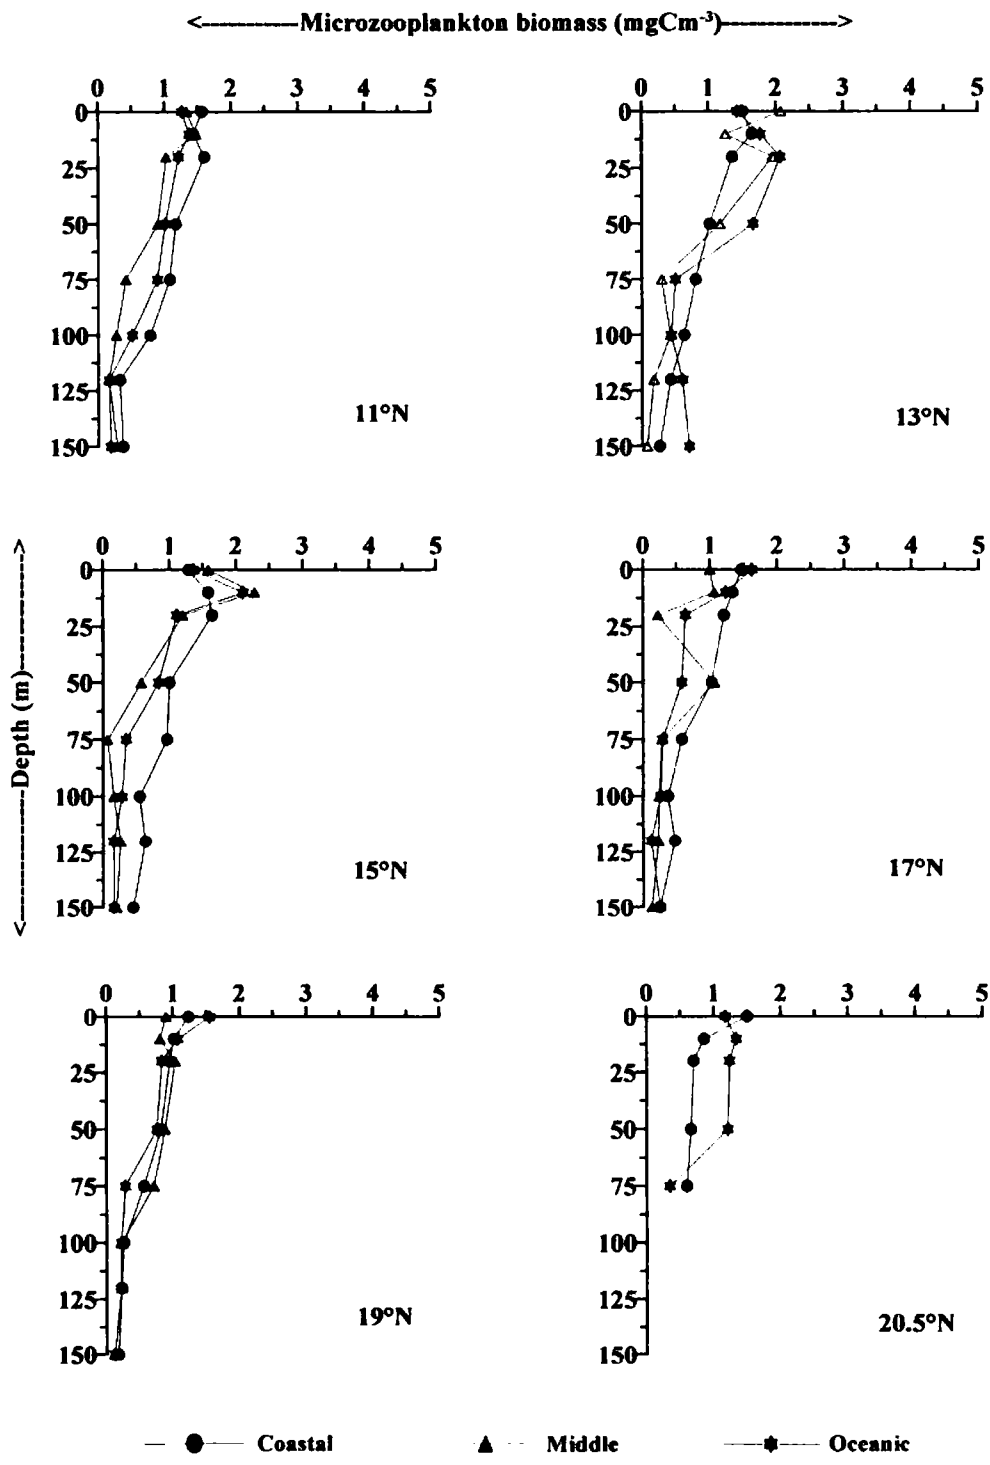 <----------Microzooplankton biomass (mgCm-3)------------->
0 1 2 3 4 5
0
25
50
75
100
125
150
11°N
0 1 2 3 4 5
0
25
50
75
100
125
150
13°N
<----------Depth (m)----------->
0 1 2 3 4 5
0
25
50
75
100
125
150
15°N
0 1 2 3 4 5
0
25
50
75
100
125
150
17°N
0 1 2 3 4 5
0
25
50
75
100
125
150
19°N
0 1 2 3 4 5
0
25
50
75
100
125
150
20.5°N
Coastal Middle Oceanic